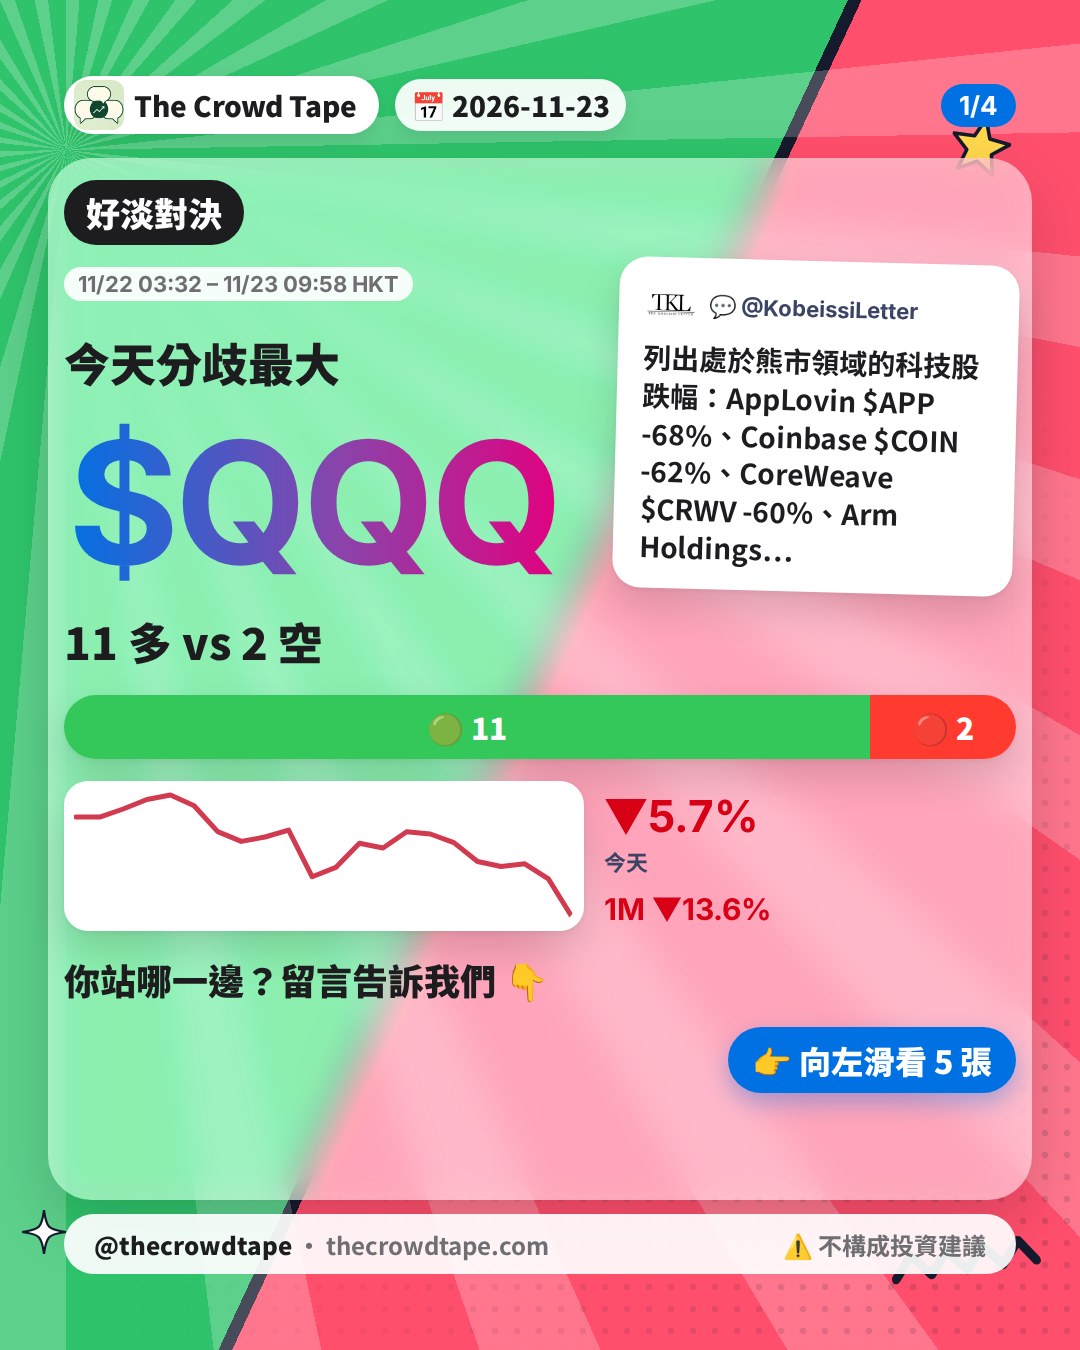 The Crowd Tape
July 17 2026-11-23
1/4
好淡對決
11/22 03:32 – 11/23 09:58 HKT
今天分歧最大
$QQQ
11 多 vs 2 空
TKL 💬 @KobeissiLetter
列出處於熊市領域的科技股
跌幅：AppLovin $APP
-68%、Coinbase $COIN
-62%、CoreWeave
$CRWV -60%、Arm
Holdings…
🟢 11
🔴 2
▼5.7%
今天
1M ▼13.6%
你站哪一邊？留言告訴我們 👇
👉 向左滑看 5 張
@thecrowdtape · thecrowdtape.com
⚠️ 不構成投資建議